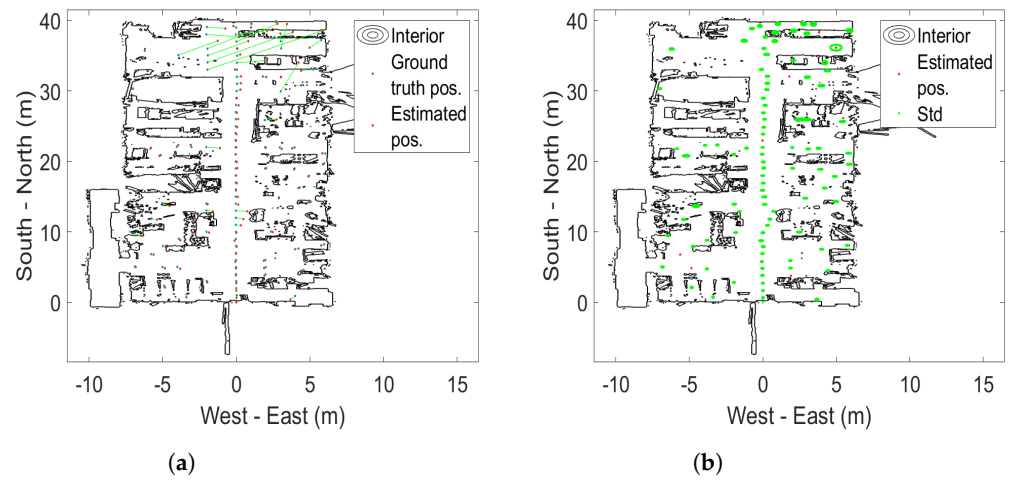 40
30
20
10
0
-10
-5
0
5
10
15
South - North (m)
West - East (m)
Interior
Ground
truth pos.
Estimated
pos.
(a)
40
30
20
10
0
-10
-5
0
5
10
15
South - North (m)
West - East (m)
Interior
Estimated
pos.
Std
(b)